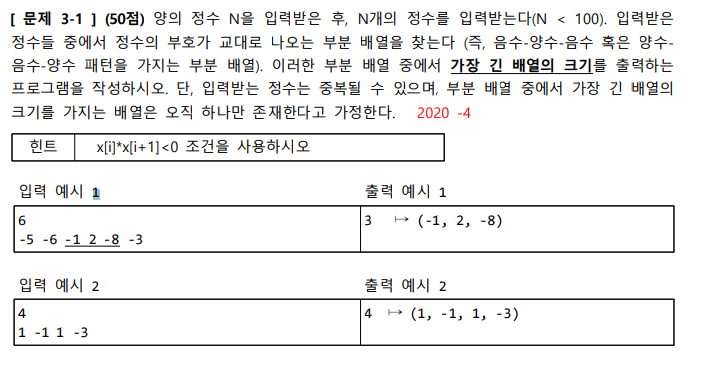 [ 문제 3-1 ] (50점) 양의 정수 N을 입력받은 후, N개의 정수를 입력받는다(N < 100). 입력받은
정수들 중에서 정수의 부호가 교대로 나오는 부분 배열을 찾는다 (즉, 음수-양수-음수 혹은 양수-
음수-양수 패턴을 가지는 부분 배열). 이러한 부분 배열 중에서 가장 긴 배열의 크기를 출력하는
프로그램을 작성하시오. 단, 입력받는 정수는 중복될 수 있으며, 부분 배열 중에서 가장 긴 배열의
크기를 가지는 배열은 오직 하나만 존재한다고 가정한다. 2020 -4
힌트 x[i]*x[i+1]<0 조건을 사용하시오
입력 예시 1 출력 예시 1
6 3 ↦ (-1, 2, -8)
-5 -6 -1 2 -8 -3
입력 예시 2 출력 예시 2
4 4 ↦ (1, -1, 1, -3)
1 -1 1 -3